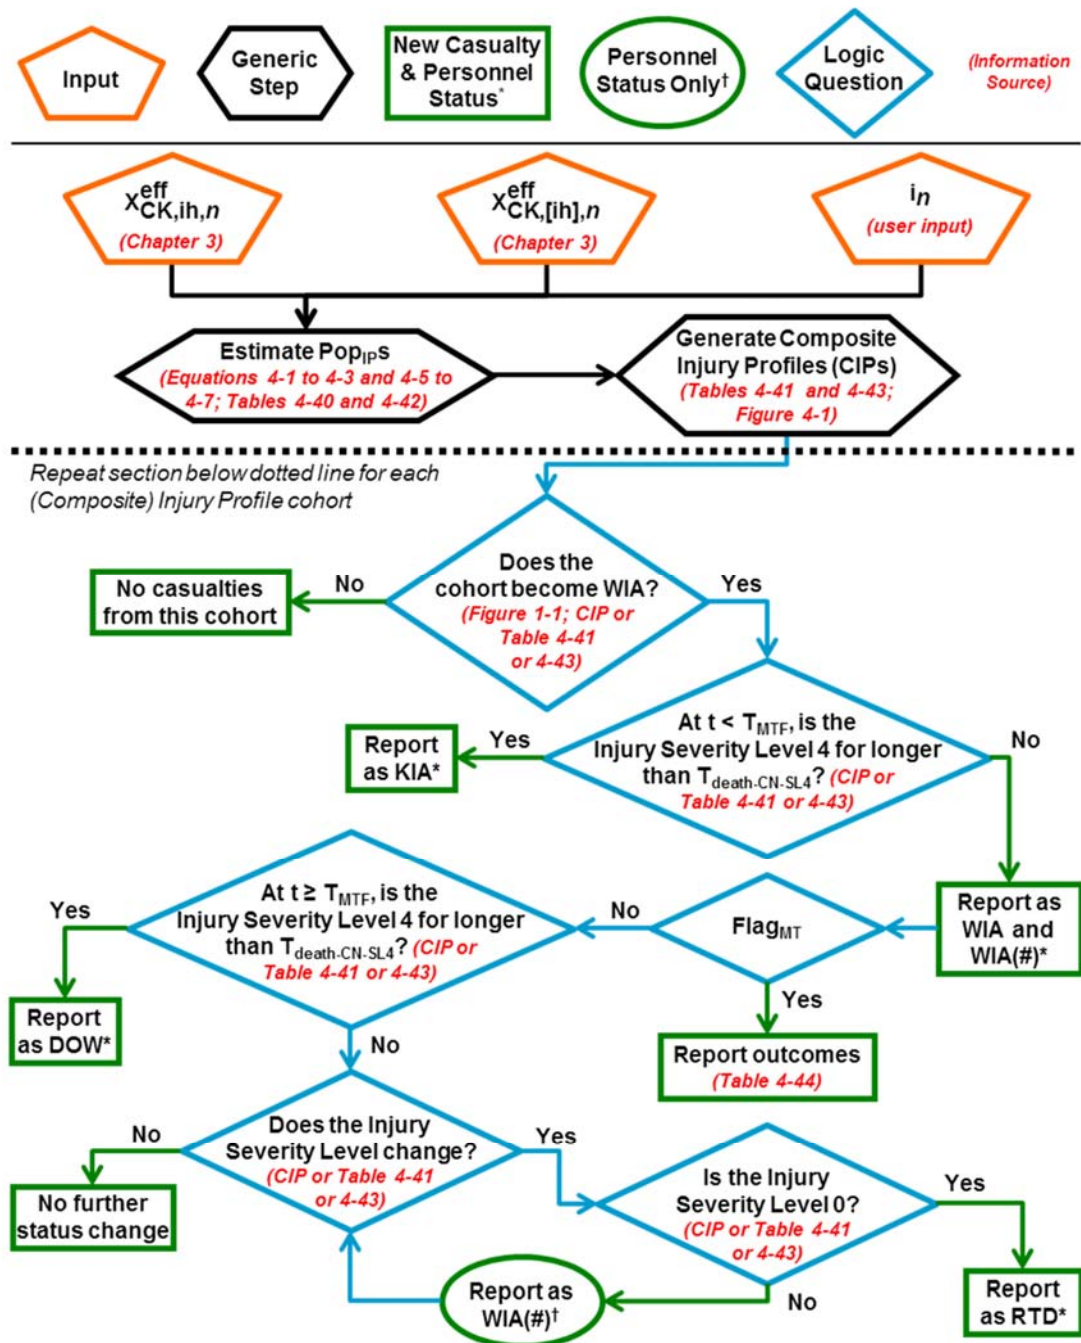 Input
Generic
Step
New Casualty
& Personnel
Status*
Personnel
Status Only†
Logic
Question
(Information
Source)
X^eff_CK,ih,n
(Chapter 3)
X^eff_CK,[ih],n
(Chapter 3)
i_n
(user input)
Estimate Pop_IPs
(Equations 4-1 to 4-3 and 4-5 to
4-7; Tables 4-40 and 4-42)
Generate Composite
Injury Profiles (CIPs)
(Tables 4-41 and 4-43;
Figure 4-1)
Repeat section below dotted line for each
(Composite) Injury Profile cohort
Does the
cohort become WIA?
(Figure 1-1; CIP or
Table 4-41
or 4-43)
No
No casualties
from this cohort
Yes
At t < T_MTF, is the
Injury Severity Level 4 for longer
than T_death-CN-SL4? (CIP or
Table 4-41 or 4-43)
Yes
Report
as KIA*
No
Report as
WIA and
WIA(#)*
Flag_MT
Yes
Report outcomes
(Table 4-44)
No
At t ≥ T_MTF, is the
Injury Severity Level 4 for longer
than T_death-CN-SL4? (CIP or
Table 4-41 or 4-43)
Yes
Report
as DOW*
No
Does the Injury
Severity Level change?
(CIP or Table 4-41
or 4-43)
No
No further
status change
Yes
Is the Injury
Severity Level 0?
(CIP or Table 4-41
or 4-43)
Yes
Report
as RTD*
No
Report as
WIA(#)†